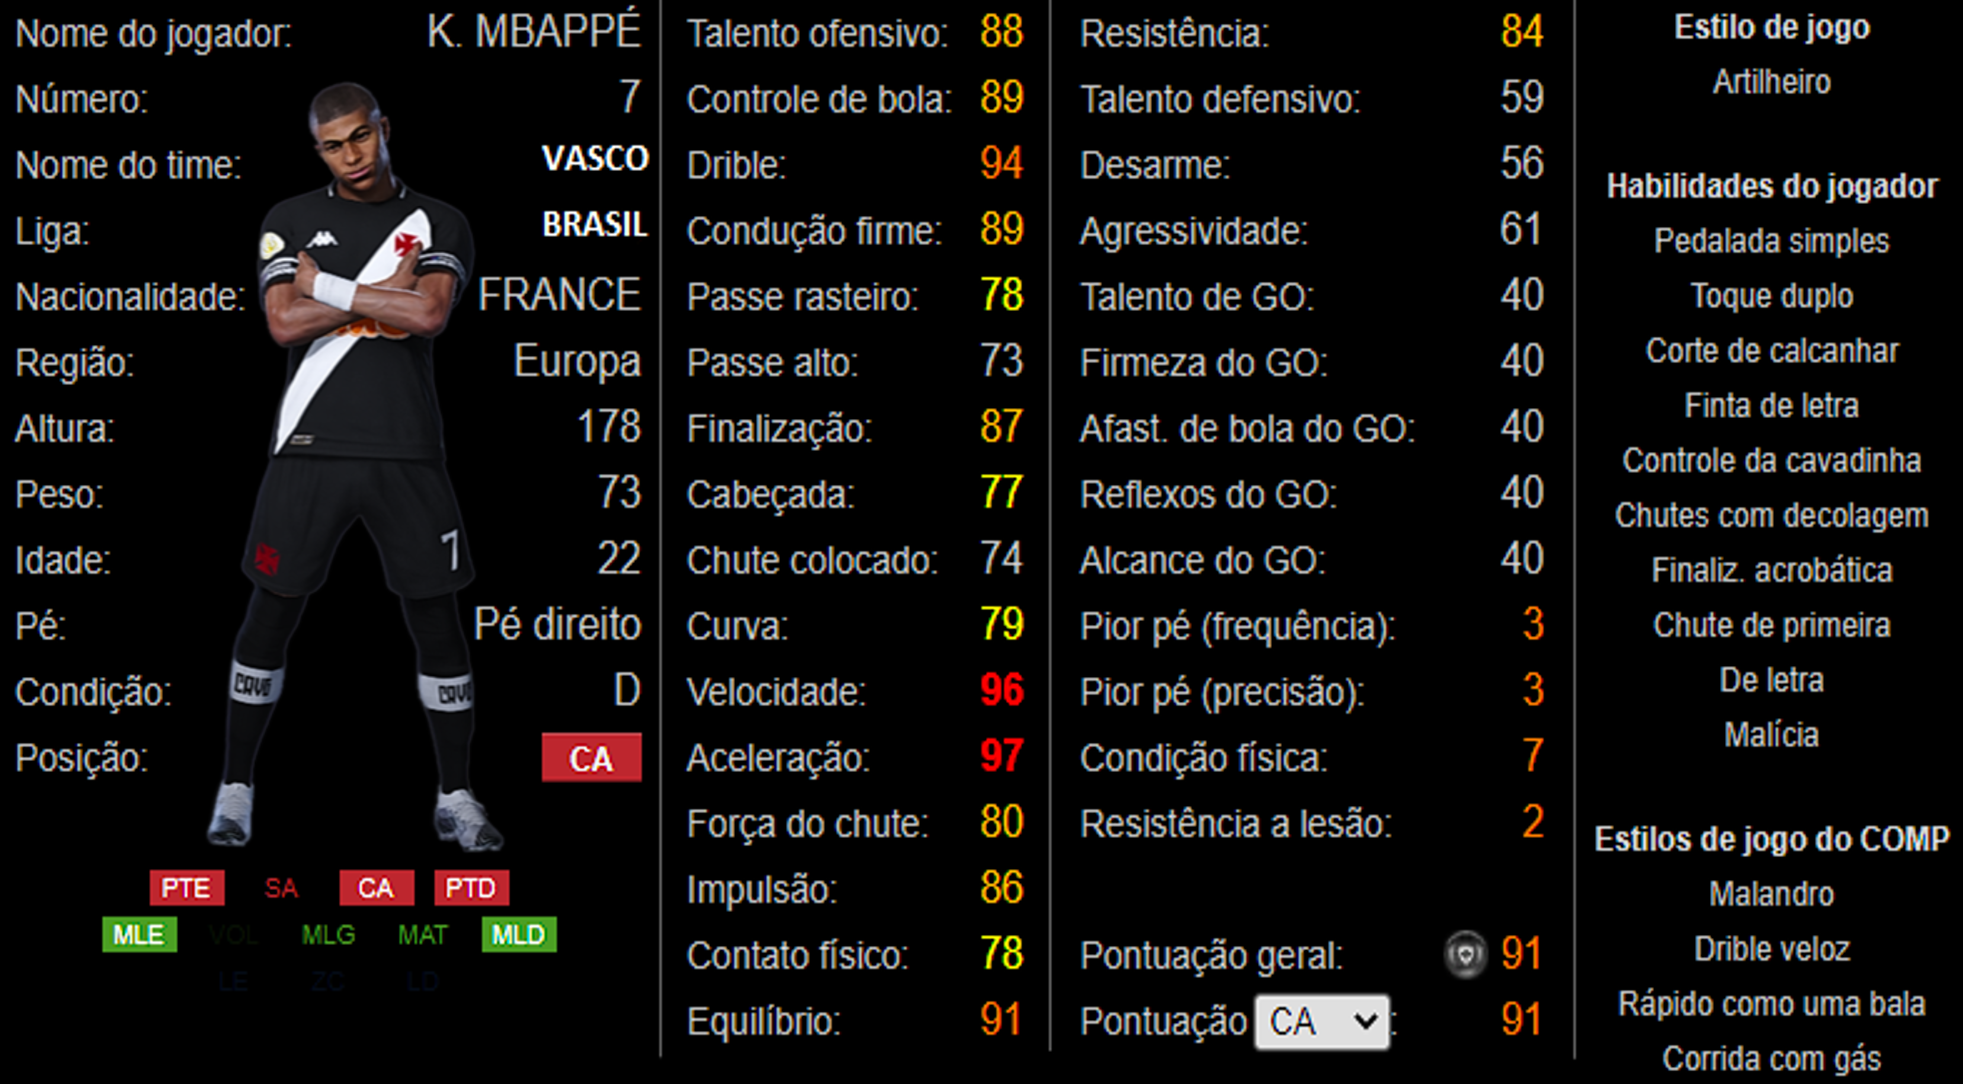 Nome do jogador: K. MBAPPÉ
Número: 7
Nome do time: VASCO
Liga: BRASIL
Nacionalidade: FRANCE
Região: Europa
Altura: 178
Peso: 73
Idade: 22
Pé: Pé direito
Condição: D
Posição: CA
7
CAVO
CAVO
PTE SA CA PTD
MLE VOL MLG MAT MLD
LE ZC LD
Talento ofensivo: 88
Controle de bola: 89
Drible: 94
Condução firme: 89
Passe rasteiro: 78
Passe alto: 73
Finalização: 87
Cabeçada: 77
Chute colocado: 74
Curva: 79
Velocidade: 96
Aceleração: 97
Força do chute: 80
Impulsão: 86
Contato físico: 78
Equilíbrio: 91
Resistência: 84
Talento defensivo: 59
Desarme: 56
Agressividade: 61
Talento de GO: 40
Firmeza do GO: 40
Afast. de bola do GO: 40
Reflexos do GO: 40
Alcance do GO: 40
Pior pé (frequência): 3
Pior pé (precisão): 3
Condição física: 7
Resistência a lesão: 2
Pontuação geral: 91
Pontuação CA : 91
Estilo de jogo
Artilheiro
Habilidades do jogador
Pedalada simples
Toque duplo
Corte de calcanhar
Finta de letra
Controle da cavadinha
Chutes com decolagem
Finaliz. acrobática
Chute de primeira
De letra
Malícia
Estilos de jogo do COMP
Malandro
Drible veloz
Rápido como uma bala
Corrida com gás